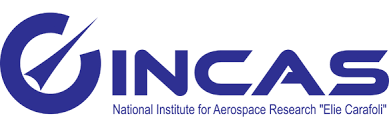 INCAS
National Institute for Aerospace Research "Elie Carafoli"